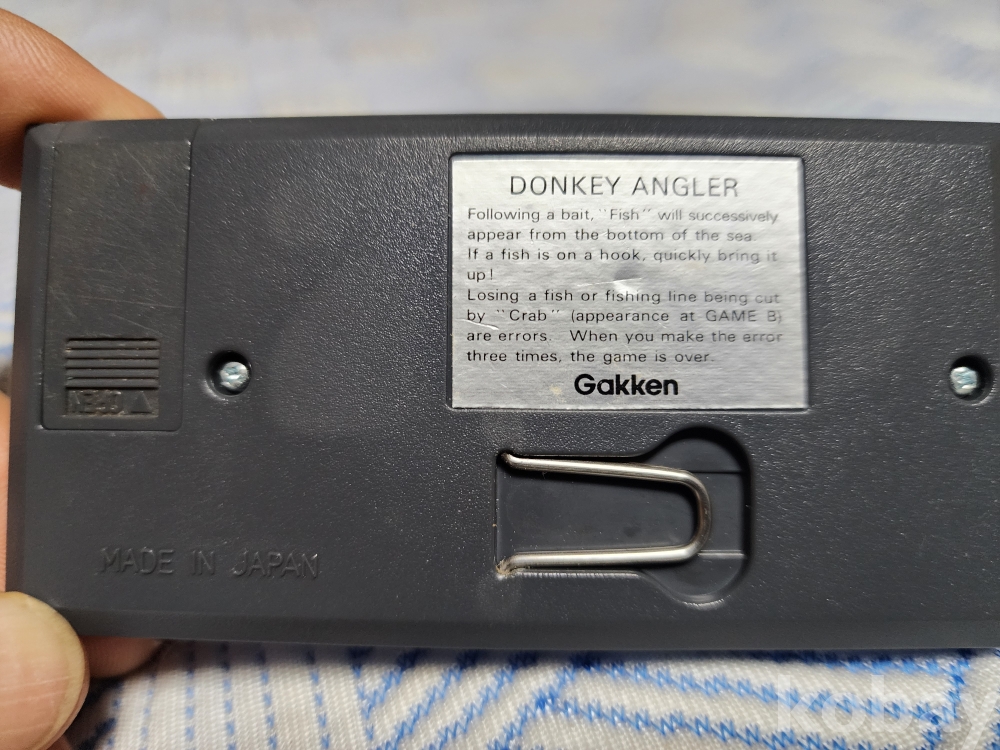 DONKEY ANGLER
Following a bait, "Fish" will successively
appear from the bottom of the sea.
If a fish is on a hook, quickly bring it
up!
Losing a fish or fishing line being cut
by "Crab" (appearance at GAME B)
are errors. When you make the error
three times, the game is over.
Gakken
OPEN
MADE IN JAPAN